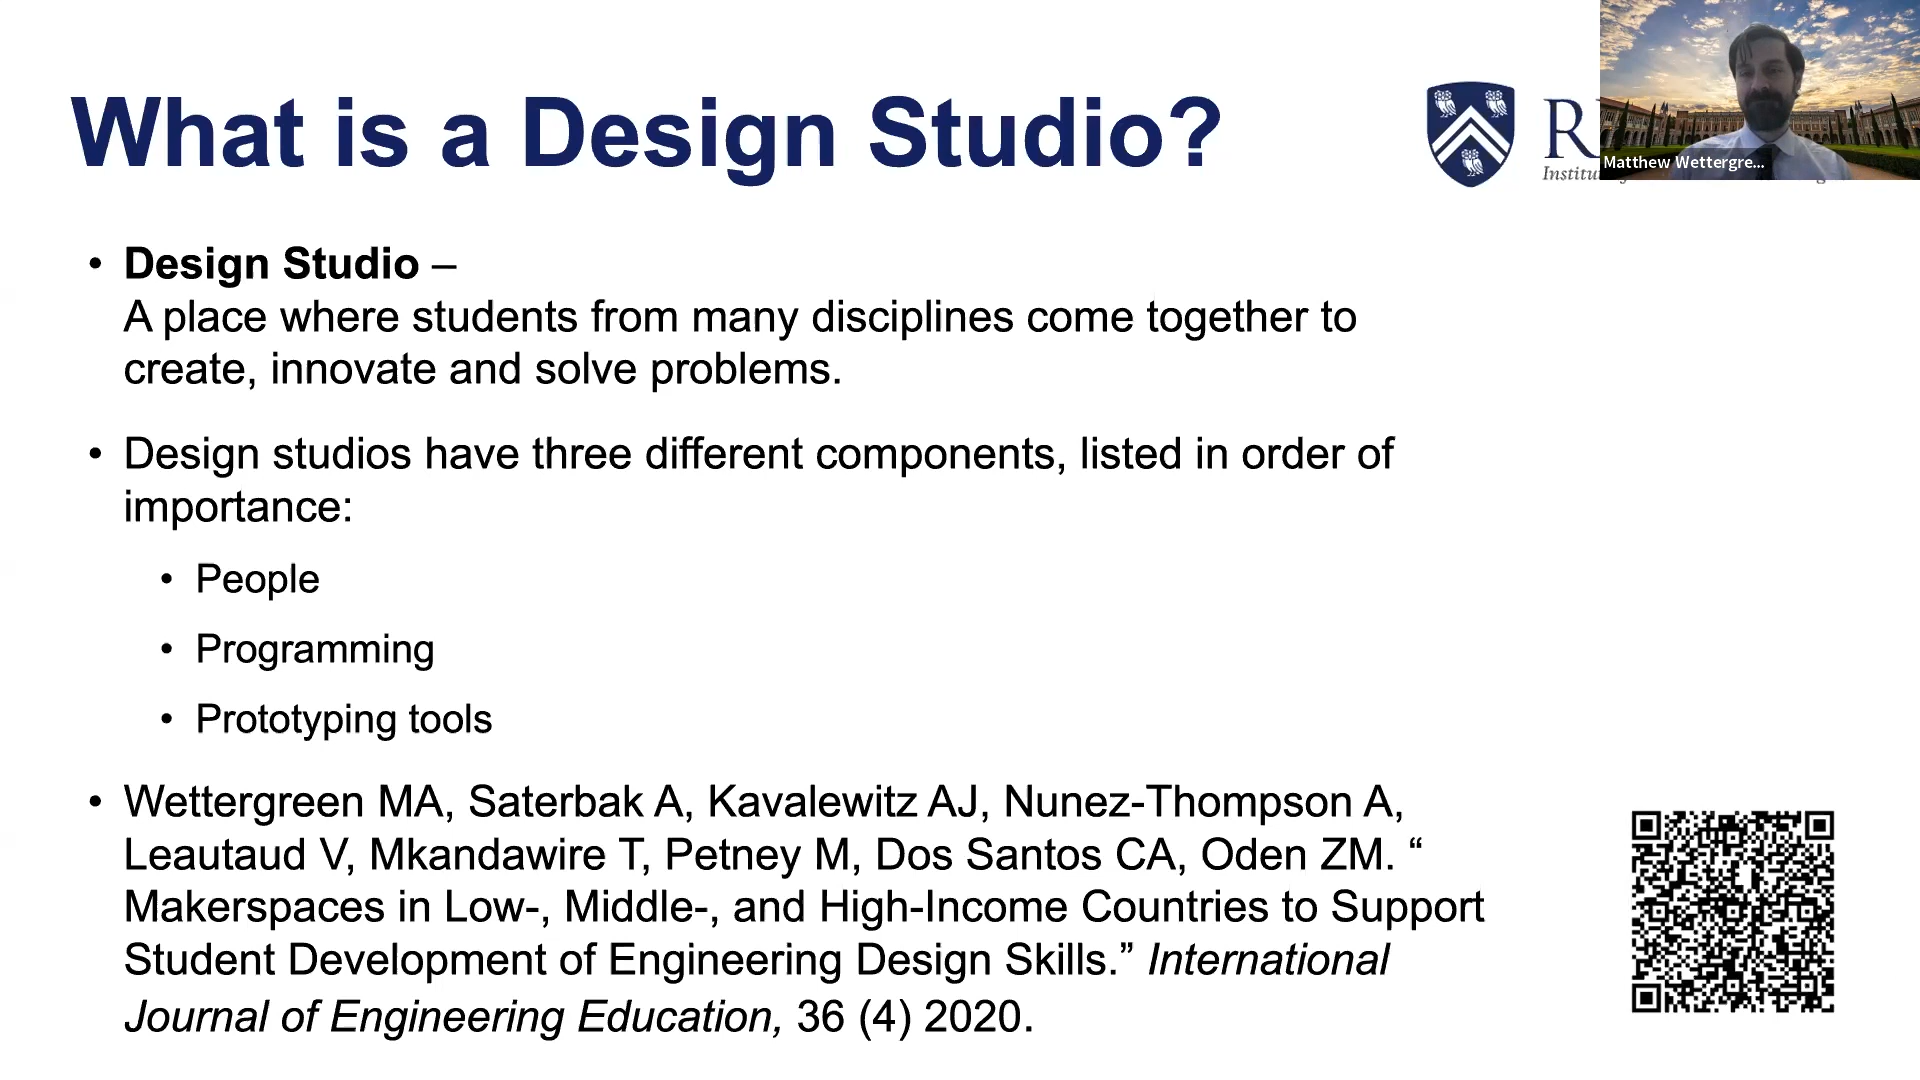 What is a Design Studio?
R
Institu
Matthew Wettergre...
• Design Studio –
A place where students from many disciplines come together to
create, innovate and solve problems.
• Design studios have three different components, listed in order of
importance:
• People
• Programming
• Prototyping tools
• Wettergreen MA, Saterbak A, Kavalewitz AJ, Nunez-Thompson A,
Leautaud V, Mkandawire T, Petney M, Dos Santos CA, Oden ZM. “
Makerspaces in Low-, Middle-, and High-Income Countries to Support
Student Development of Engineering Design Skills.” International
Journal of Engineering Education, 36 (4) 2020.